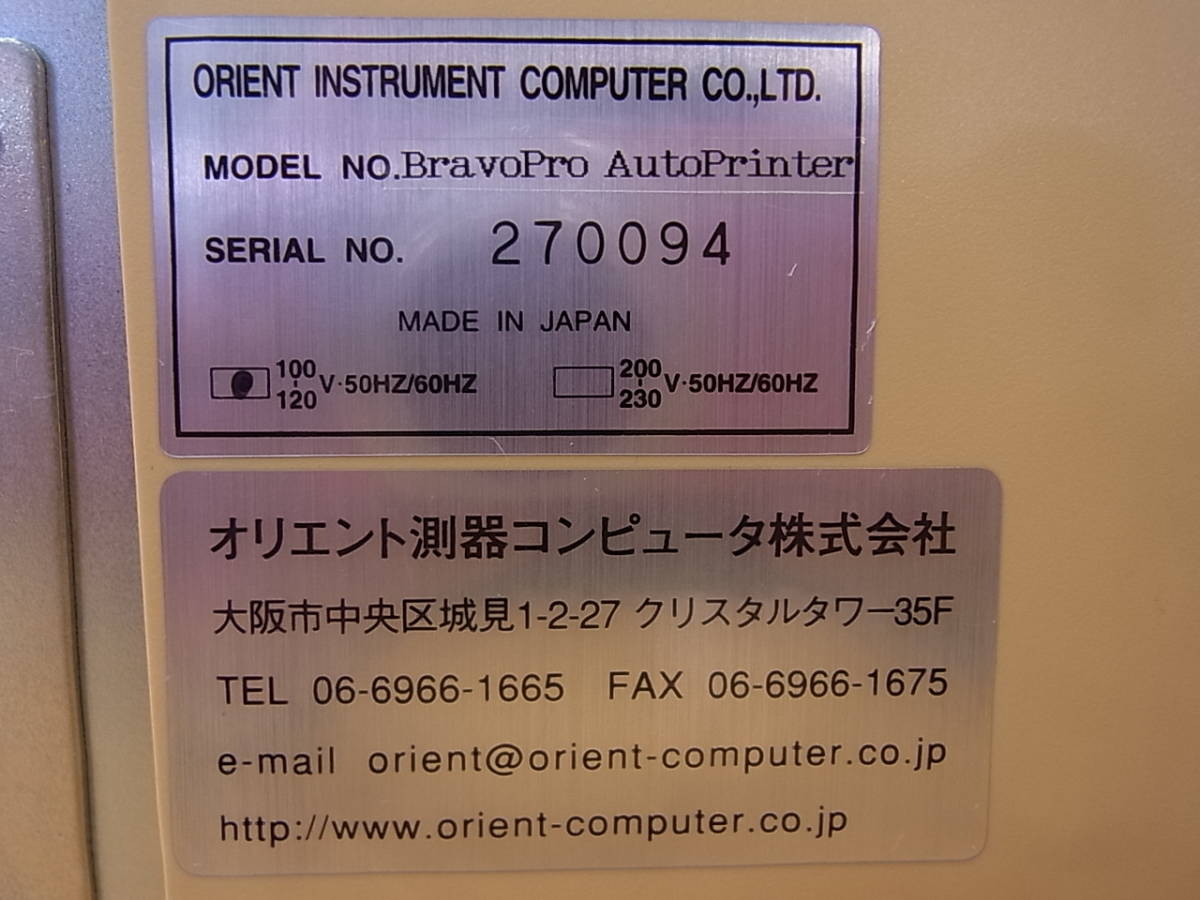 ORIENT INSTRUMENT COMPUTER CO.,LTD.
MODEL NO. BravoPro AutoPrinter
SERIAL NO. 270094
MADE IN JAPAN
100-120 V·50HZ/60HZ 200-230 V·50HZ/60HZ
オリエント測器コンピュータ株式会社
大阪市中央区城見1-2-27 クリスタルタワー35F
TEL 06-6966-1665 FAX 06-6966-1675
e-mail orient@orient-computer.co.jp
http://www.orient-computer.co.jp